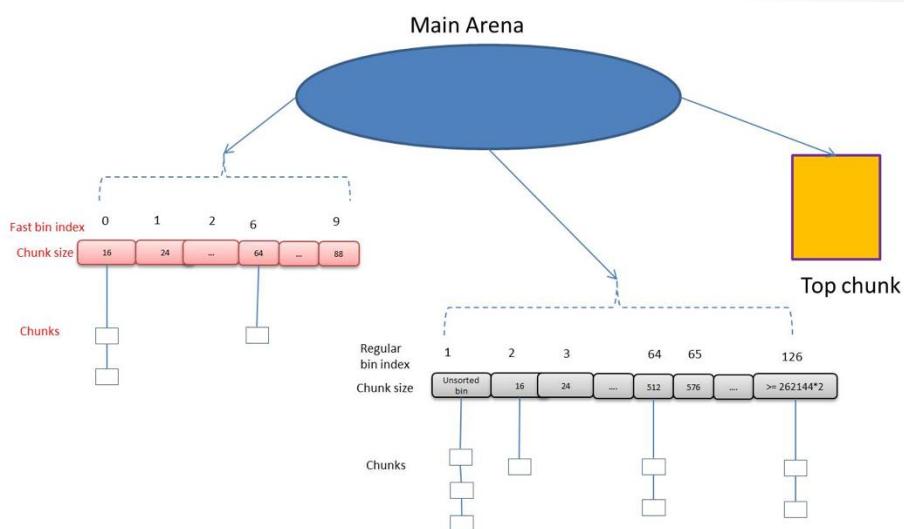 Main Arena
0 1 2 6 9
Fast bin index
Chunk size 16 24 ... 64 ... 88
Chunks
Top chunk
Regular
bin index 1 2 3 64 65 126
Chunk size Unsorted bin 16 24 .... 512 576 .... >= 262144*2
Chunks